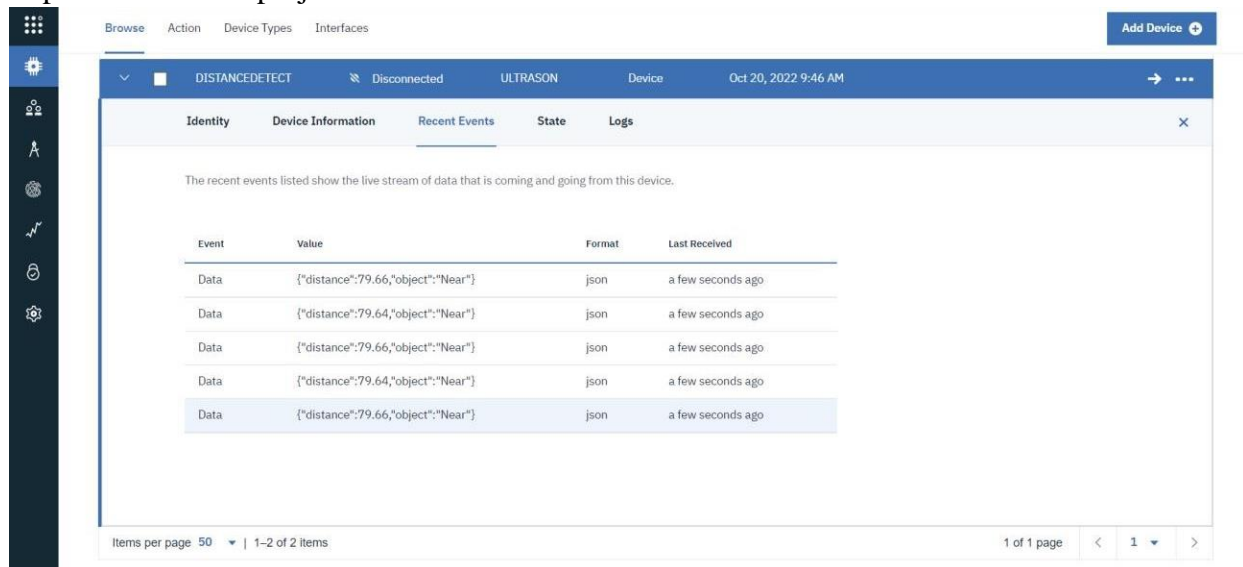 Browse Action Device Types Interfaces Add Device
DISTANCEDETECT Disconnected ULTRASON Device Oct 20, 2022 9:46 AM
Identity Device Information Recent Events State Logs
The recent events listed show the live stream of data that is coming and going from this device.
Event Value Format Last Received
Data {"distance":79.66,"object":"Near"} json a few seconds ago
Data {"distance":79.64,"object":"Near"} json a few seconds ago
Data {"distance":79.66,"object":"Near"} json a few seconds ago
Data {"distance":79.64,"object":"Near"} json a few seconds ago
Data {"distance":79.66,"object":"Near"} json a few seconds ago
Items per page 50 | 1–2 of 2 items 1 of 1 page < 1 >